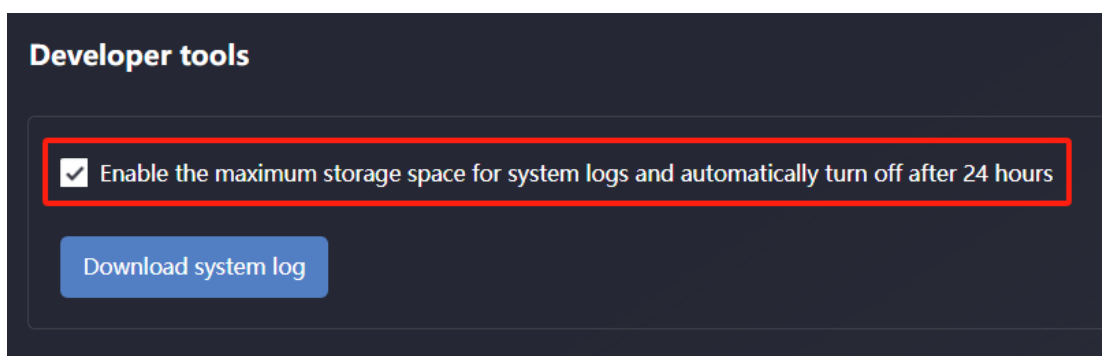 Developer tools
Enable the maximum storage space for system logs and automatically turn off after 24 hours
Download system log